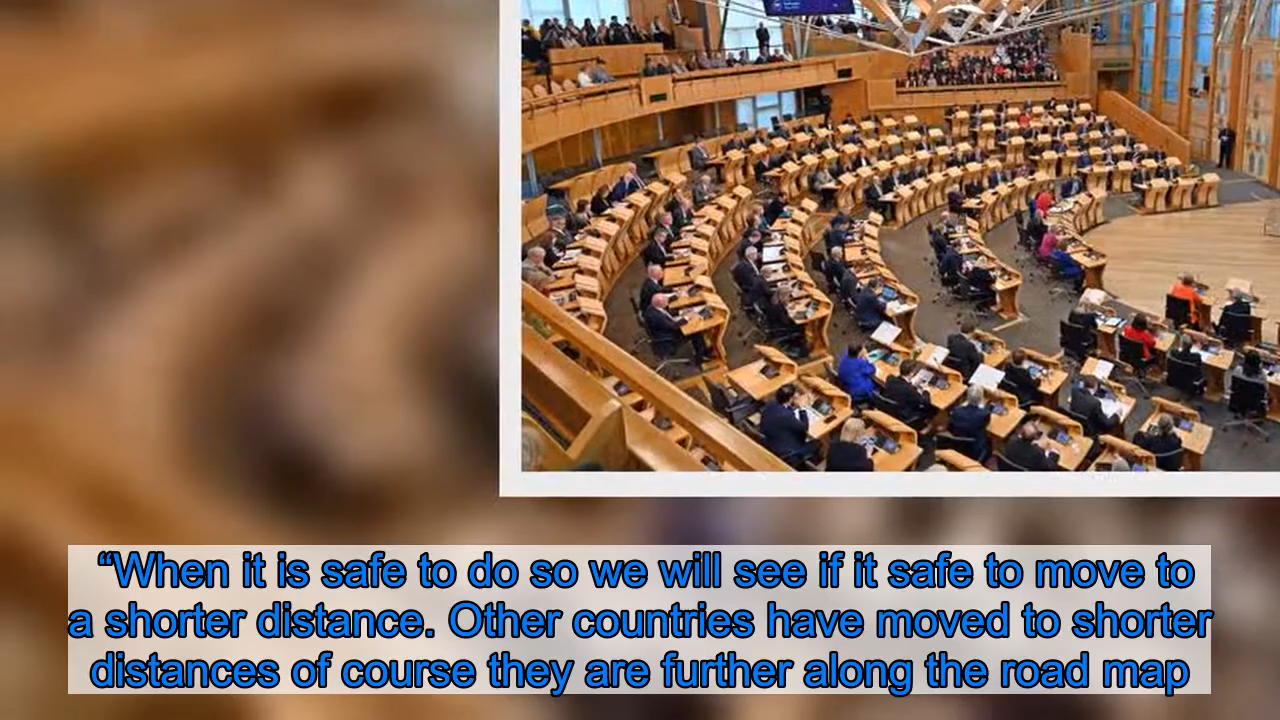 “When it is safe to do so we will see if it safe to move to
a shorter distance. Other countries have moved to shorter
distances of course they are further along the road map